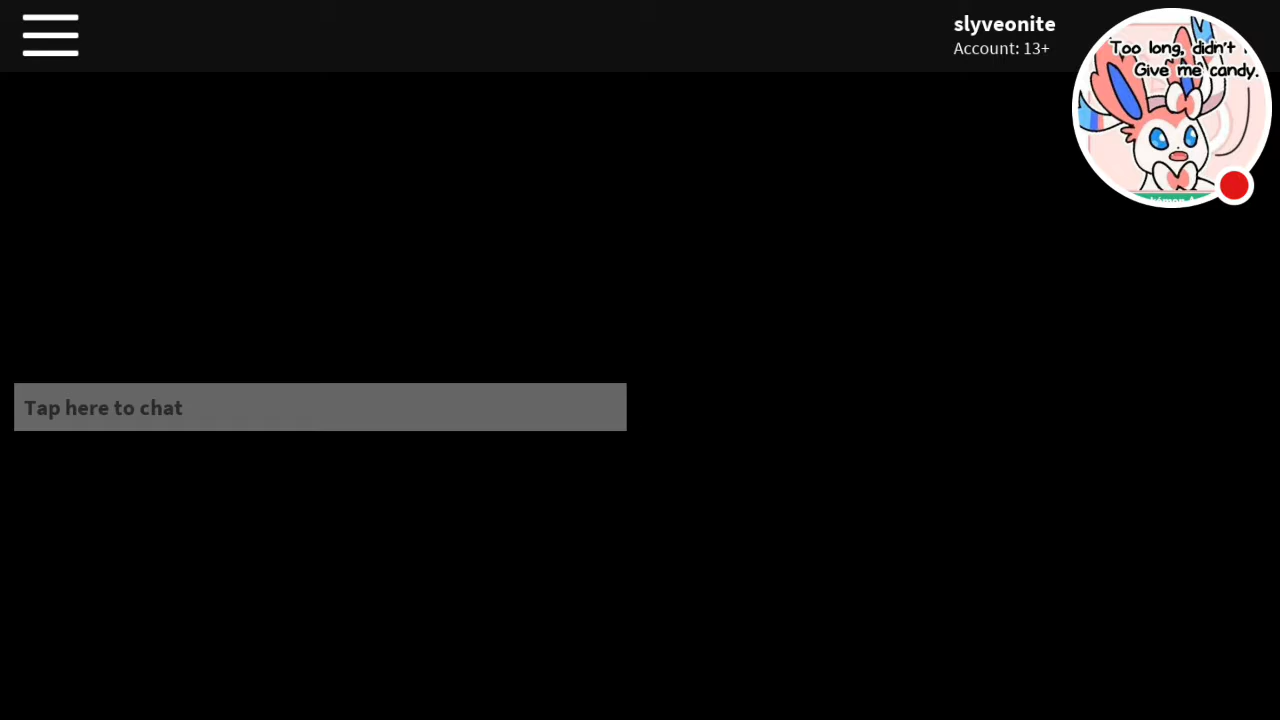 slyveonite
Account: 13+
Too long, didn't
Give me candy.
Tap here to chat